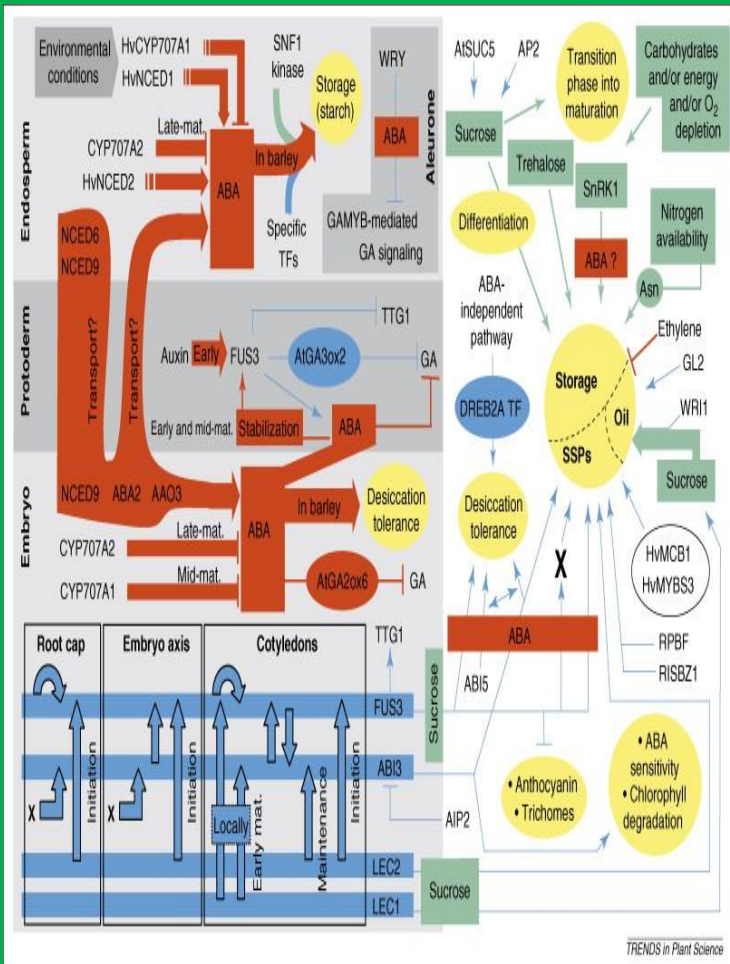 Endosperm
Environmental
conditions
HvCYP707A1
HvNCED1
Late-mat.
CYP707A2
HvNCED2
ABA
In barley
SNF1
kinase
Storage
(starch)
Specific
TFs
WRY
ABA
GAMYB-mediated
GA signaling
Aleurone
NCED6
NCED9
Protoderm
Transport?
Transport?
Auxin
Early
FUS3
AtGA3ox2
TTG1
GA
Early and mid-mat.
Stabilization
ABA
Embryo
NCED9
ABA2
AAO3
ABA
In barley
Desiccation
tolerance
Late-mat.
CYP707A2
Mid-mat.
CYP707A1
AtGA2ox6
GA
Root cap
Embryo axis
Cotyledons
X
Initiation
X
Initiation
Locally
Early mat.
Maintenance
Initiation
TTG1
FUS3
ABI3
LEC2
LEC1
Sucrose
Sucrose
AIP2
AtSUC5
AP2
Sucrose
Transition
phase into
maturation
Carbohydrates
and/or energy
and/or O2
depletion
Trehalose
SnRK1
ABA ?
Nitrogen
availability
Asn
Differentiation
ABA-
independent
pathway
DREB2A TF
Desiccation
tolerance
Storage
Oil
SSPs
Ethylene
GL2
WRI1
Sucrose
X
HvMCB1
HvMYBS3
ABA
ABI5
RPBF
RISBZ1
• Anthocyanin
• Trichomes
• ABA
sensitivity
• Chlorophyll
degradation
TRENDS in Plant Science